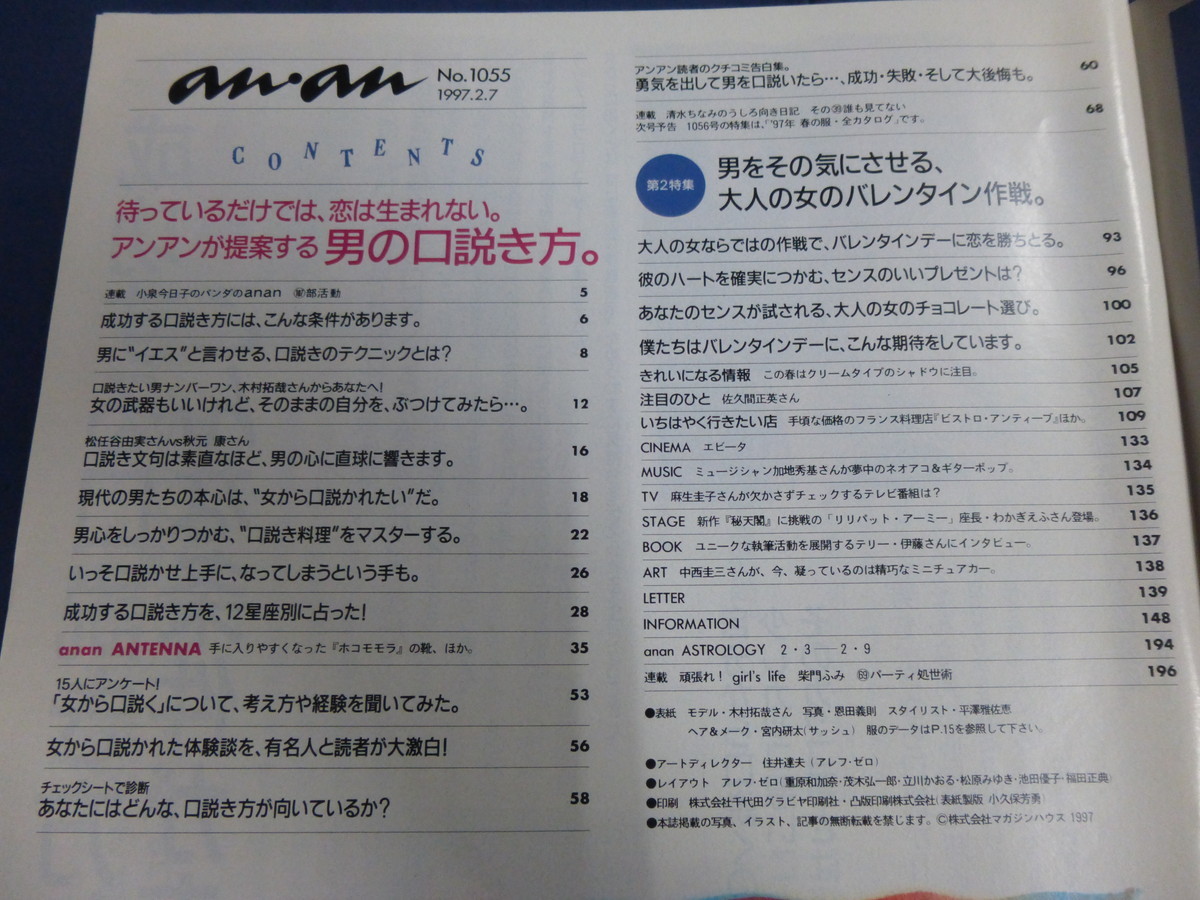 an・an No.1055
1997.2.7
CONTENTS
待っているだけでは、恋は生まれない。
アンアンが提案する 男の口説き方。
連載 小泉今日子のパンダのanan ㊙部活動 5
成功する口説き方には、こんな条件があります。 6
男に“イエス”と言わせる、口説きのテクニックとは? 8
口説きたい男ナンバーワン、木村拓哉さんからあなたへ!
女の武器もいいけれど、そのままの自分を、ぶつけてみたら…。 12
松任谷由実さんvs秋元 康さん
口説き文句は素直なほど、男の心に直球に響きます。 16
現代の男たちの本心は、“女から口説かれたい”だ。 18
男心をしっかりつかむ、“口説き料理”をマスターする。 22
いっそ口説かせ上手に、なってしまうという手も。 26
成功する口説き方を、12星座別に占った! 28
anan ANTENNA 手に入りやすくなった『ホコモモラ』の靴、ほか。 35
15人にアンケート!
「女から口説く」について、考え方や経験を聞いてみた。 53
女から口説かれた体験談を、有名人と読者が大激白! 56
チェックシートで診断
あなたにはどんな、口説き方が向いているか? 58
アンアン読者のクチコミ告白集。
勇気を出して男を口説いたら…、成功・失敗・そして大後悔も。 60
連載 清水ちなみのうしろ向き日記 その㊴誰も見てない 68
次号予告 1056号の特集は、「'97年 春の服・全カタログ」です。
第2特集
男をその気にさせる、
大人の女のバレンタイン作戦。
大人の女ならではの作戦で、バレンタインデーに恋を勝ちとる。 93
彼のハートを確実につかむ、センスのいいプレゼントは? 96
あなたのセンスが試される、大人の女のチョコレート選び。 100
僕たちはバレンタインデーに、こんな期待をしています。 102
きれいになる情報 この春はクリームタイプのシャドウに注目。 105
注目のひと 佐久間正英さん 107
いちはやく行きたい店 手頃な価格のフランス料理店『ビストロ・アンティーブ』ほか。 109
CINEMA エビータ 133
MUSIC ミュージシャン加地秀基さんが夢中のネオアコ&ギターポップ。 134
TV 麻生圭子さんが欠かさずチェックするテレビ番組は? 135
STAGE 新作『秘天閣』に挑戦の「リリパット・アーミー」座長・わかぎえふさん登場。 136
BOOK ユニークな執筆活動を展開するテリー・伊藤さんにインタビュー。 137
ART 中西圭三さんが、今、凝っているのは精巧なミニチュアカー。 138
LETTER 139
INFORMATION 148
anan ASTROLOGY 2・3―2・9 194
連載 頑張れ! girl's life 柴門ふみ ㊿パーティ処世術 196
●表紙 モデル・木村拓哉さん 写真・恩田義則 スタイリスト・平澤雅佐恵
ヘア&メーク・宮内研太(サッシュ) 服のデータはP.15を参照して下さい。
●アートディレクター 住井達夫(アレフ・ゼロ)
●レイアウト アレフ・ゼロ(重原和加奈・茂木弘一郎・立川かおる・松原みゆき・池田優子・福田正典)
●印刷 株式会社千代田グラビヤ印刷社・凸版印刷株式会社(表紙製版 小久保芳勇)
●本誌掲載の写真、イラスト、記事の無断転載を禁じます。©株式会社マガジンハウス 1997